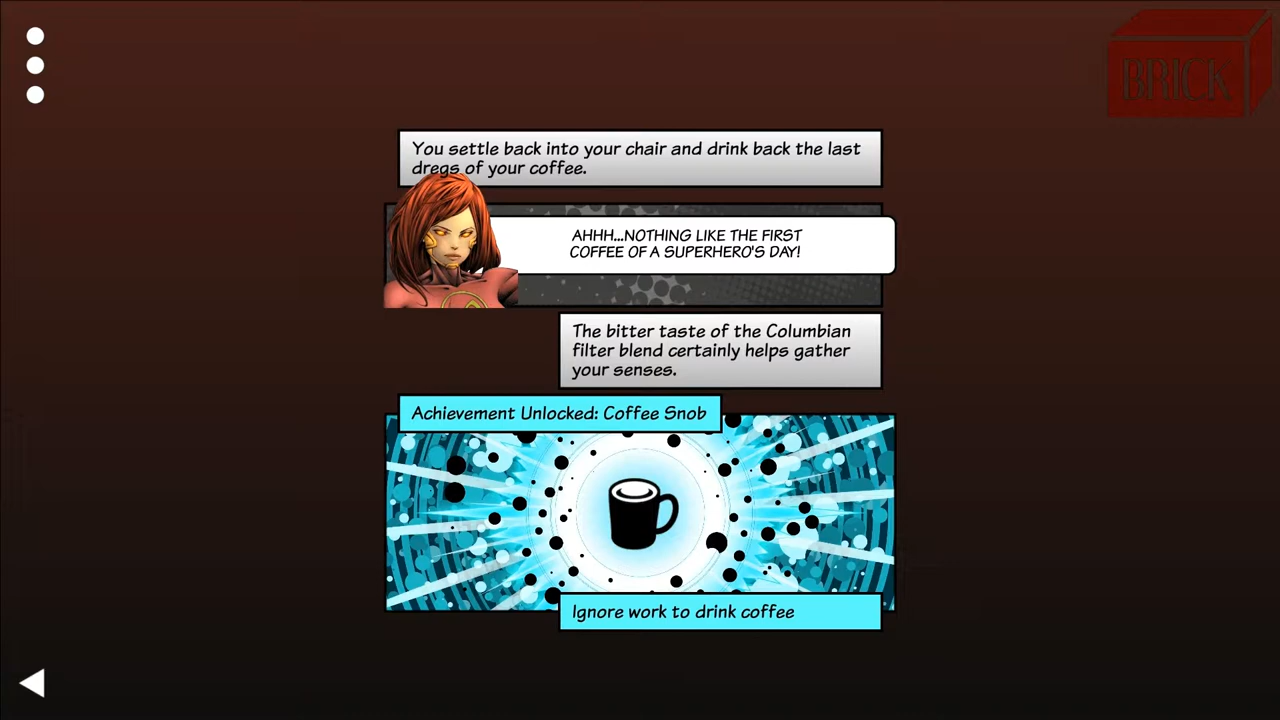 BRICK
You settle back into your chair and drink back the last
dregs of your coffee.
AHHH...NOTHING LIKE THE FIRST
COFFEE OF A SUPERHERO'S DAY!
The bitter taste of the Columbian
filter blend certainly helps gather
your senses.
Achievement Unlocked: Coffee Snob
Ignore work to drink coffee